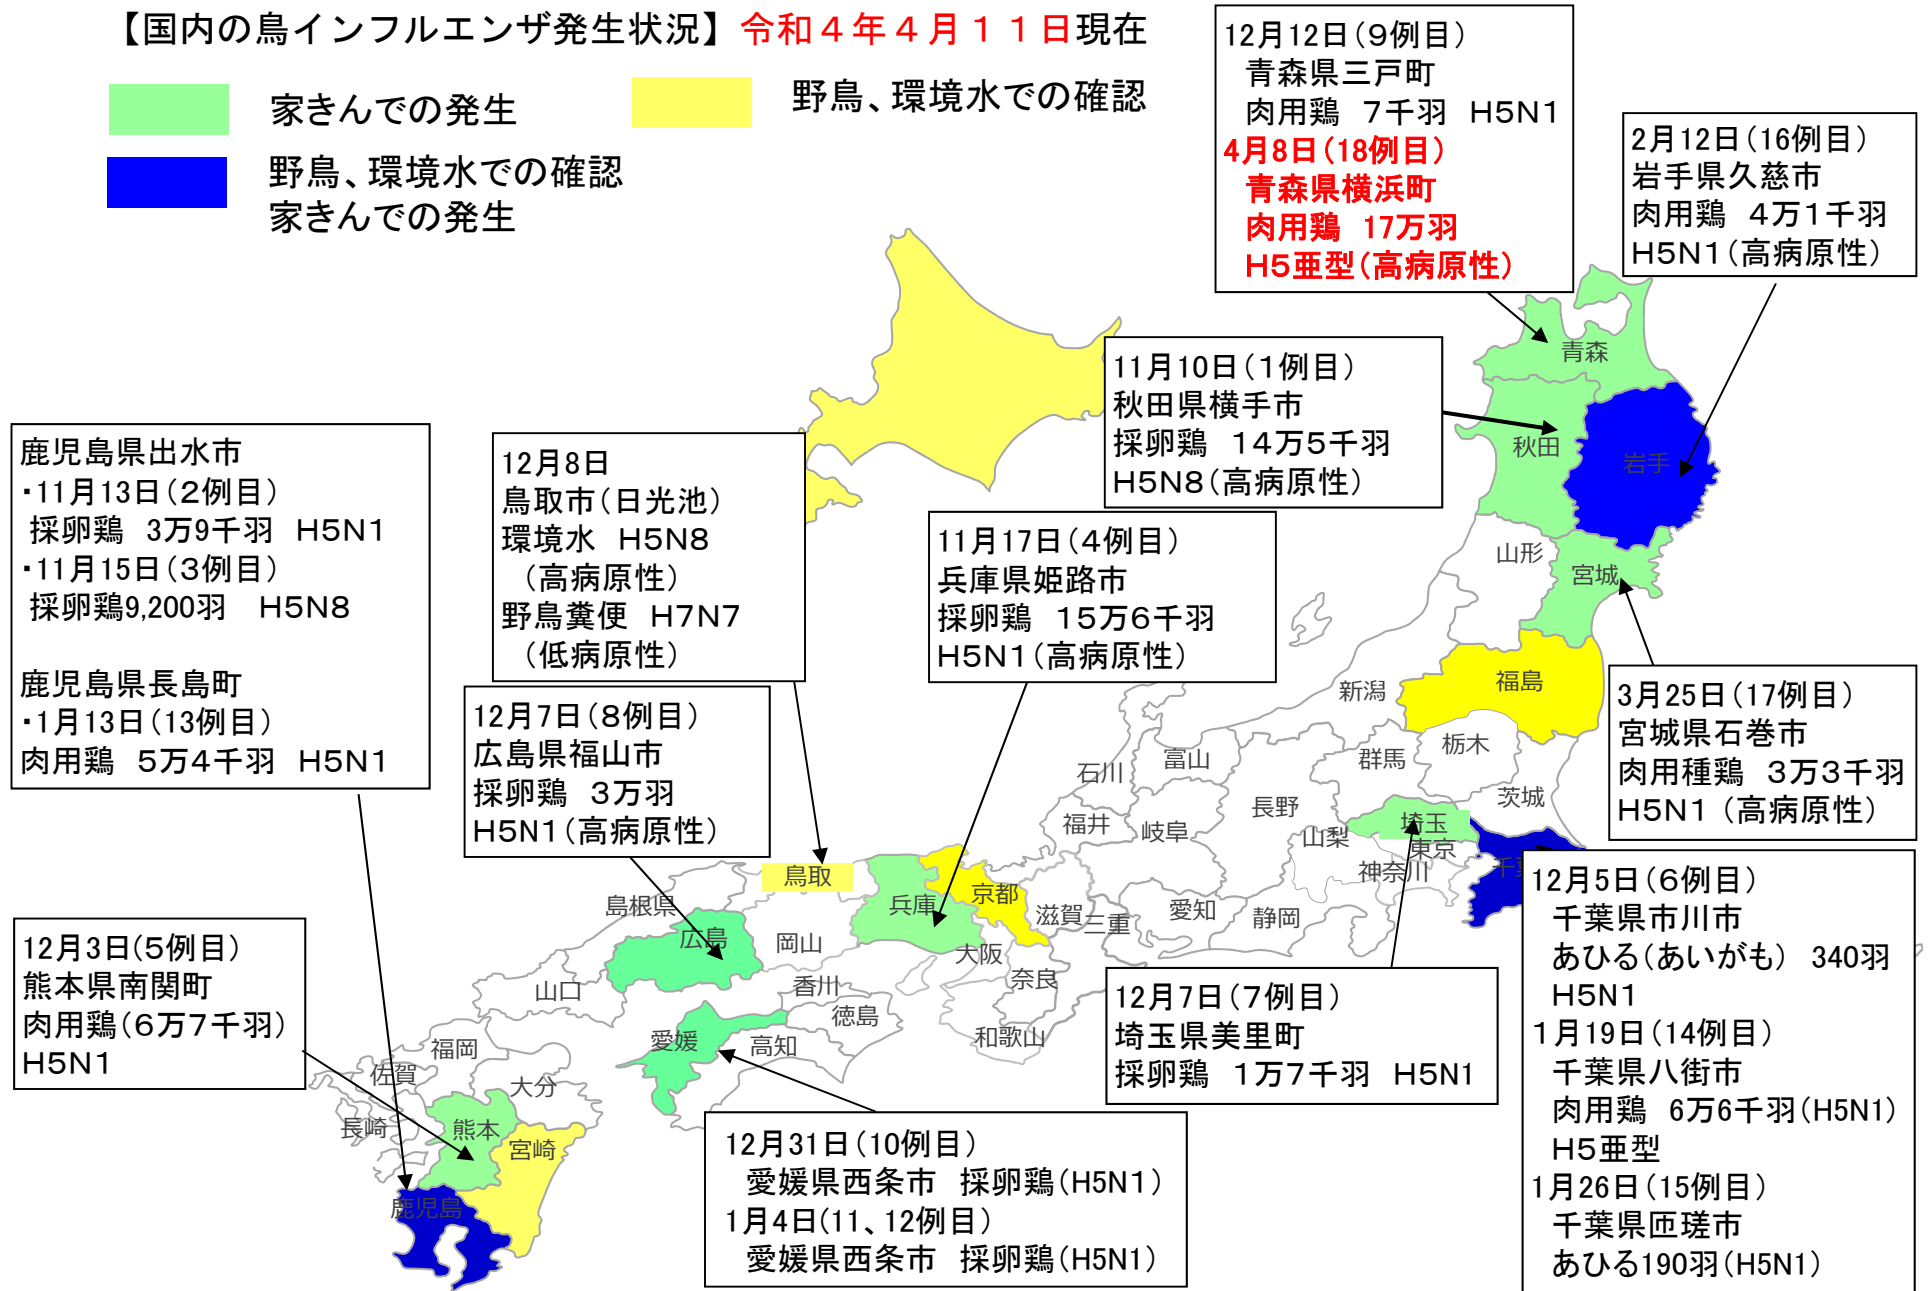 【国内の鳥インフルエンザ発生状況】 令和４年４月１１日現在
家きんでの発生
野鳥、環境水での確認
野鳥、環境水での確認
家きんでの発生
12月12日（９例目）
青森県三戸町
肉用鶏　７千羽　H5N1
4月8日（18例目）
青森県横浜町
肉用鶏　17万羽
H5亜型（高病原性）
2月12日（16例目）
岩手県久慈市
肉用鶏　４万１千羽
H5N1（高病原性）
11月10日（１例目）
秋田県横手市
採卵鶏　１４万５千羽
H5N8（高病原性）
鹿児島県出水市
・11月13日（２例目）
採卵鶏　３万９千羽　H5N1
・11月15日（３例目）
採卵鶏9,200羽　H5N8
鹿児島県長島町
・１月13日（13例目）
肉用鶏　５万４千羽　H5N1
12月8日
鳥取市（日光池）
環境水　H5N8
（高病原性）
野鳥糞便　H7N7
（低病原性）
11月17日（４例目）
兵庫県姫路市
採卵鶏　１５万６千羽
H5N1（高病原性）
12月7日（８例目）
広島県福山市
採卵鶏　３万羽
H5N1（高病原性）
3月25日（17例目）
宮城県石巻市
肉用種鶏　３万３千羽
H5N1 （高病原性）
12月3日（５例目）
熊本県南関町
肉用鶏（６万７千羽）
H5N1
12月5日（６例目）
千葉県市川市
あひる（あいがも）　340羽
H5N1
１月19日（14例目）
千葉県八街市
肉用鶏　６万６千羽（H5N1）
H5亜型
1月26日（15例目）
千葉県匝瑳市
あひる190羽（H5N1）
12月7日（７例目）
埼玉県美里町
採卵鶏　１万７千羽　H5N1
12月31日（10例目）
愛媛県西条市　採卵鶏（H5N1）
1月4日（11、12例目）
愛媛県西条市　採卵鶏（H5N1）
青森
秋田
岩手
山形
宮城
福島
新潟
栃木
群馬
茨城
富山
石川
福井
岐阜
長野
山梨
埼玉
東京
神奈川
千葉
静岡
愛知
三重
滋賀
京都
兵庫
大阪
奈良
和歌山
鳥取
島根県
岡山
広島
山口
香川
徳島
愛媛
高知
福岡
佐賀
長崎
大分
熊本
宮崎
鹿児島